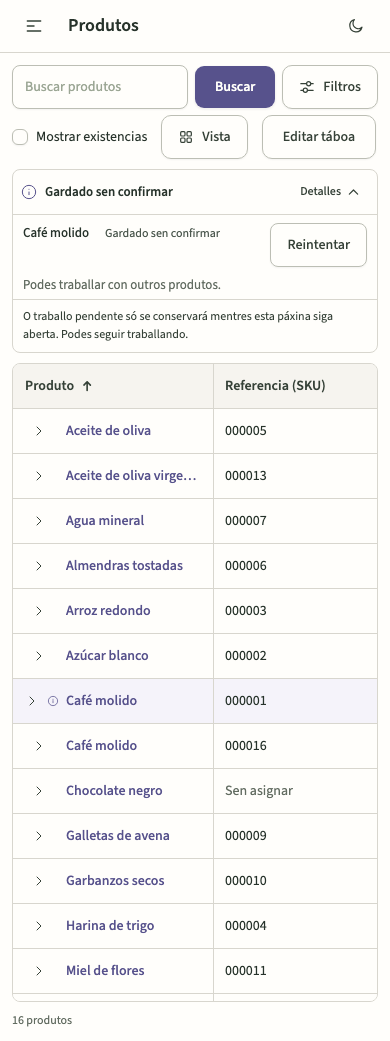 Produtos
Buscar produtos
Buscar
Filtros
Mostrar existencias
Vista
Editar táboa
Gardado sen confirmar
Detalles
Café molido
Gardado sen confirmar
Reintentar
Podes traballar con outros produtos.
O traballo pendente só se conservará mentres esta páxina siga
aberta. Podes seguir traballando.
Produto
Referencia (SKU)
Aceite de oliva
000005
Aceite de oliva virge…
000013
Agua mineral
000007
Almendras tostadas
000006
Arroz redondo
000003
Azúcar blanco
000002
Café molido
000001
Café molido
000016
Chocolate negro
Sen asignar
Galletas de avena
000009
Garbanzos secos
000010
Harina de trigo
000004
Miel de flores
000011
16 produtos